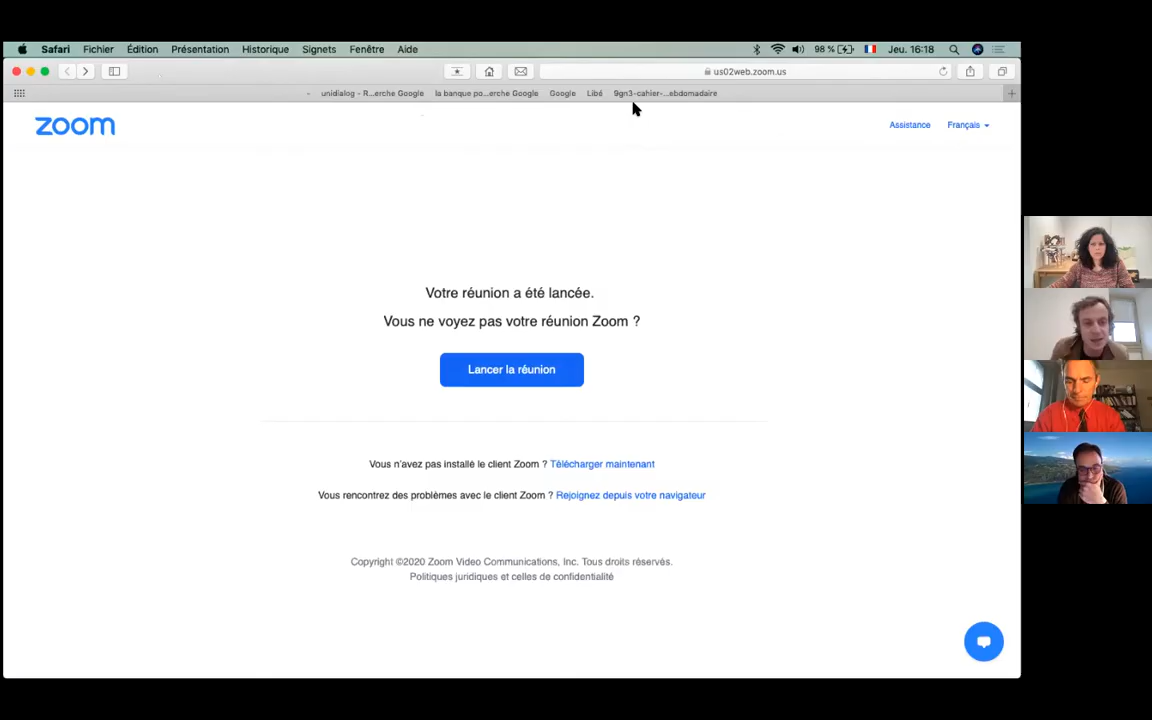 Safari Fichier Édition Présentation Historique Signets Fenêtre Aide 98 % Jeu. 16:18
us02web.zoom.us
unidialog - R...erche Google la banque po...erche Google Google Libé 9gn3-cahier-...ebdomadaire
zoom Assistance Français
Votre réunion a été lancée.
Vous ne voyez pas votre réunion Zoom ?
Lancer la réunion
Vous n'avez pas installé le client Zoom ? Télécharger maintenant
Vous rencontrez des problèmes avec le client Zoom ? Rejoignez depuis votre navigateur
Copyright ©2020 Zoom Video Communications, Inc. Tous droits réservés.
Politiques juridiques et celles de confidentialité